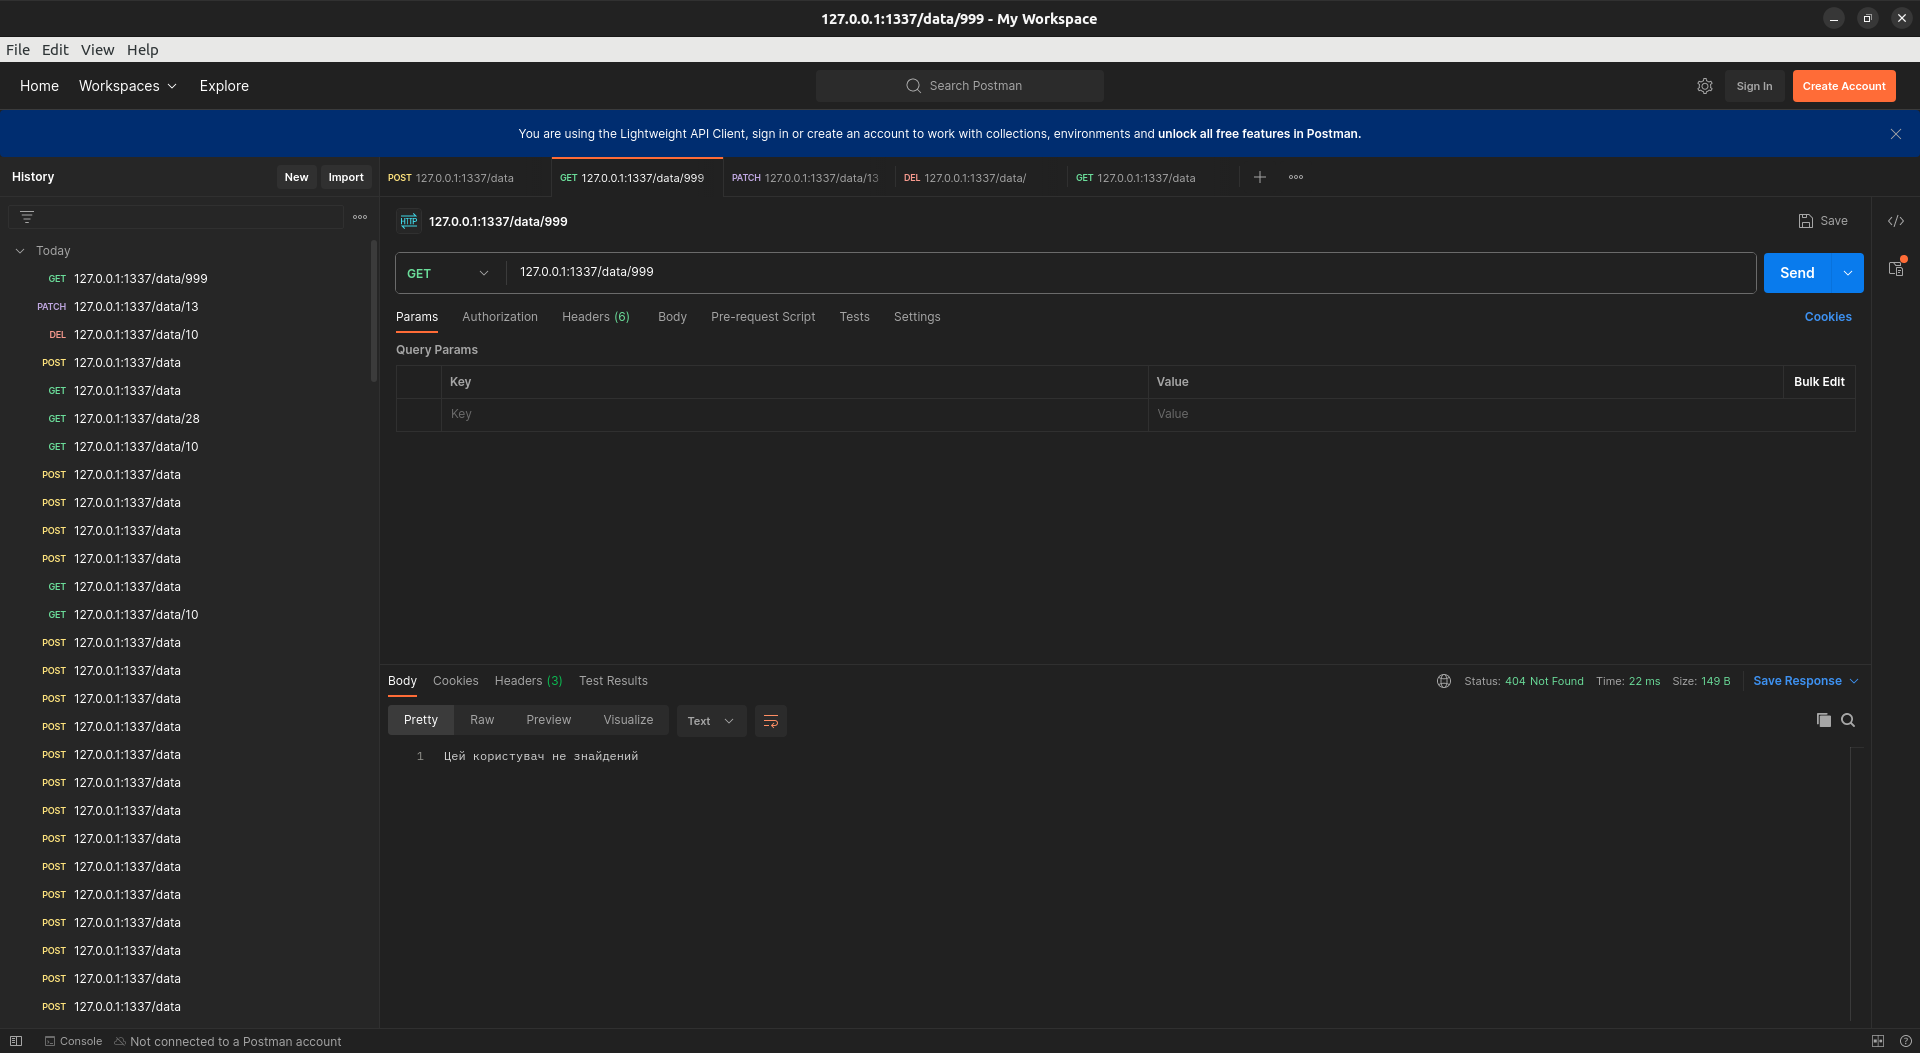 127.0.0.1:1337/data/999 - My Workspace
File Edit View Help
Home Workspaces Explore
Search Postman
Sign In
Create Account
You are using the Lightweight API Client, sign in or create an account to work with collections, environments and unlock all free features in Postman.
History
New
Import
POST 127.0.0.1:1337/data
GET 127.0.0.1:1337/data/999
PATCH 127.0.0.1:1337/data/13
DEL 127.0.0.1:1337/data/
GET 127.0.0.1:1337/data
Today
GET 127.0.0.1:1337/data/999
PATCH 127.0.0.1:1337/data/13
DEL 127.0.0.1:1337/data/10
POST 127.0.0.1:1337/data
GET 127.0.0.1:1337/data
GET 127.0.0.1:1337/data/28
GET 127.0.0.1:1337/data/10
POST 127.0.0.1:1337/data
POST 127.0.0.1:1337/data
POST 127.0.0.1:1337/data
POST 127.0.0.1:1337/data
GET 127.0.0.1:1337/data
GET 127.0.0.1:1337/data/10
POST 127.0.0.1:1337/data
POST 127.0.0.1:1337/data
POST 127.0.0.1:1337/data
POST 127.0.0.1:1337/data
POST 127.0.0.1:1337/data
POST 127.0.0.1:1337/data
POST 127.0.0.1:1337/data
POST 127.0.0.1:1337/data
POST 127.0.0.1:1337/data
POST 127.0.0.1:1337/data
POST 127.0.0.1:1337/data
POST 127.0.0.1:1337/data
POST 127.0.0.1:1337/data
POST 127.0.0.1:1337/data
HTTP 127.0.0.1:1337/data/999
Save
GET 127.0.0.1:1337/data/999
Send
Params Authorization Headers (6) Body Pre-request Script Tests Settings
Cookies
Query Params
Key Value Bulk Edit
Key Value
Body Cookies Headers (3) Test Results
Status: 404 Not Found Time: 22 ms Size: 149 B
Save Response
Pretty Raw Preview Visualize Text
1 Цей користувач не знайдений
Console Not connected to a Postman account